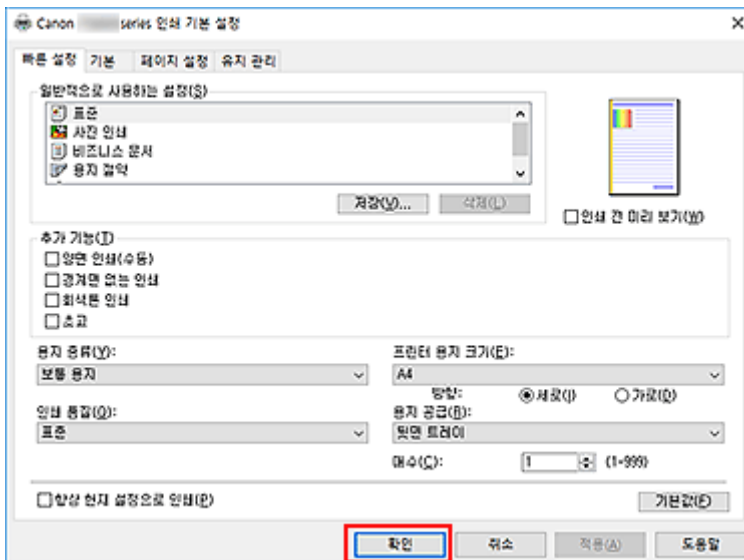 Canon series 인쇄 기본 설정
빠른 설정 기본 페이지 설정 유지 관리
일반적으로 사용하는 설정(S)
표준
사진 인쇄
비즈니스 문서
용지 절약
저장(V)... 삭제(L)
인쇄 전 미리 보기(W)
추가 기능(T)
양면 인쇄(수동)
경계면 없는 인쇄
회색톤 인쇄
초고
용지 종류(Y):
보통 용지
프린터 용지 크기(E):
A4
방향: 세로(J) 가로(D)
인쇄 품질(Q):
표준
용지 공급(R):
뒷면 트레이
매수(C): 1 (1-999)
항상 현재 설정으로 인쇄(P)
기본값(F)
확인 취소 적용(A) 도움말